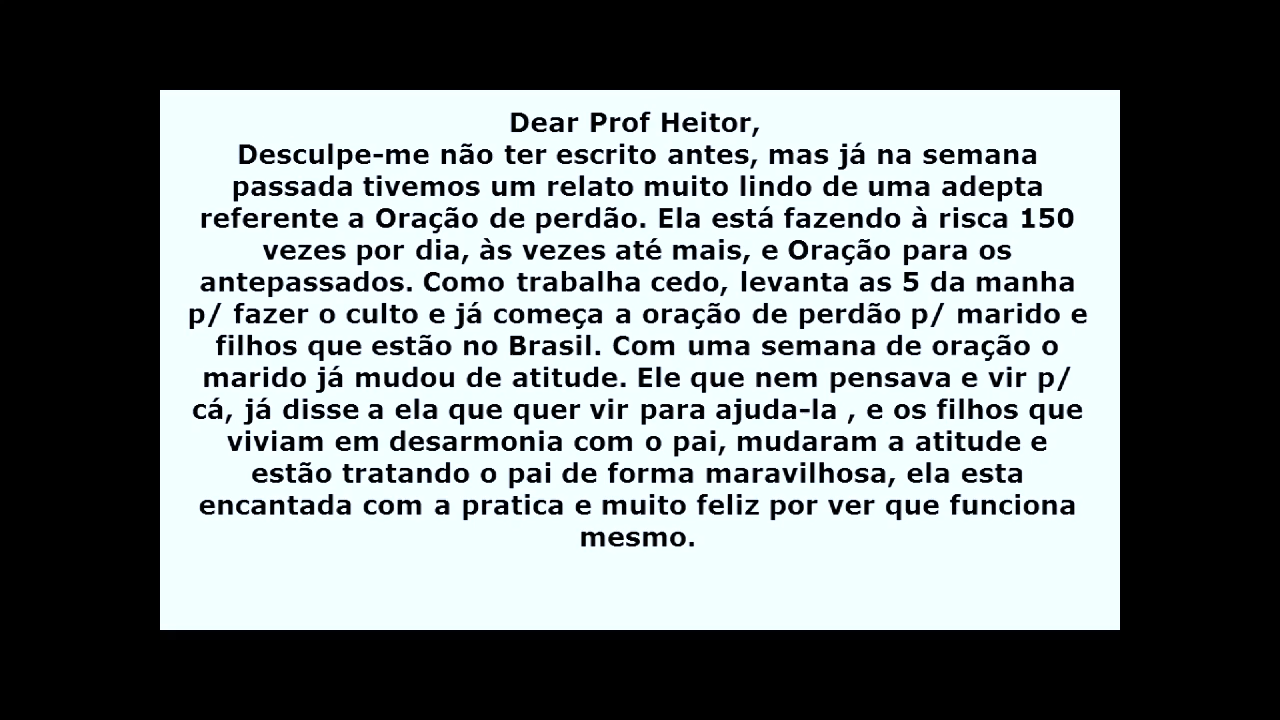 Dear Prof Heitor,
Desculpe-me não ter escrito antes, mas já na semana
passada tivemos um relato muito lindo de uma adepta
referente a Oração de perdão. Ela está fazendo à risca 150
vezes por dia, às vezes até mais, e Oração para os
antepassados. Como trabalha cedo, levanta as 5 da manha
p/ fazer o culto e já começa a oração de perdão p/ marido e
filhos que estão no Brasil. Com uma semana de oração o
marido já mudou de atitude. Ele que nem pensava e vir p/
cá, já disse a ela que quer vir para ajuda-la , e os filhos que
viviam em desarmonia com o pai, mudaram a atitude e
estão tratando o pai de forma maravilhosa, ela esta
encantada com a pratica e muito feliz por ver que funciona
mesmo.